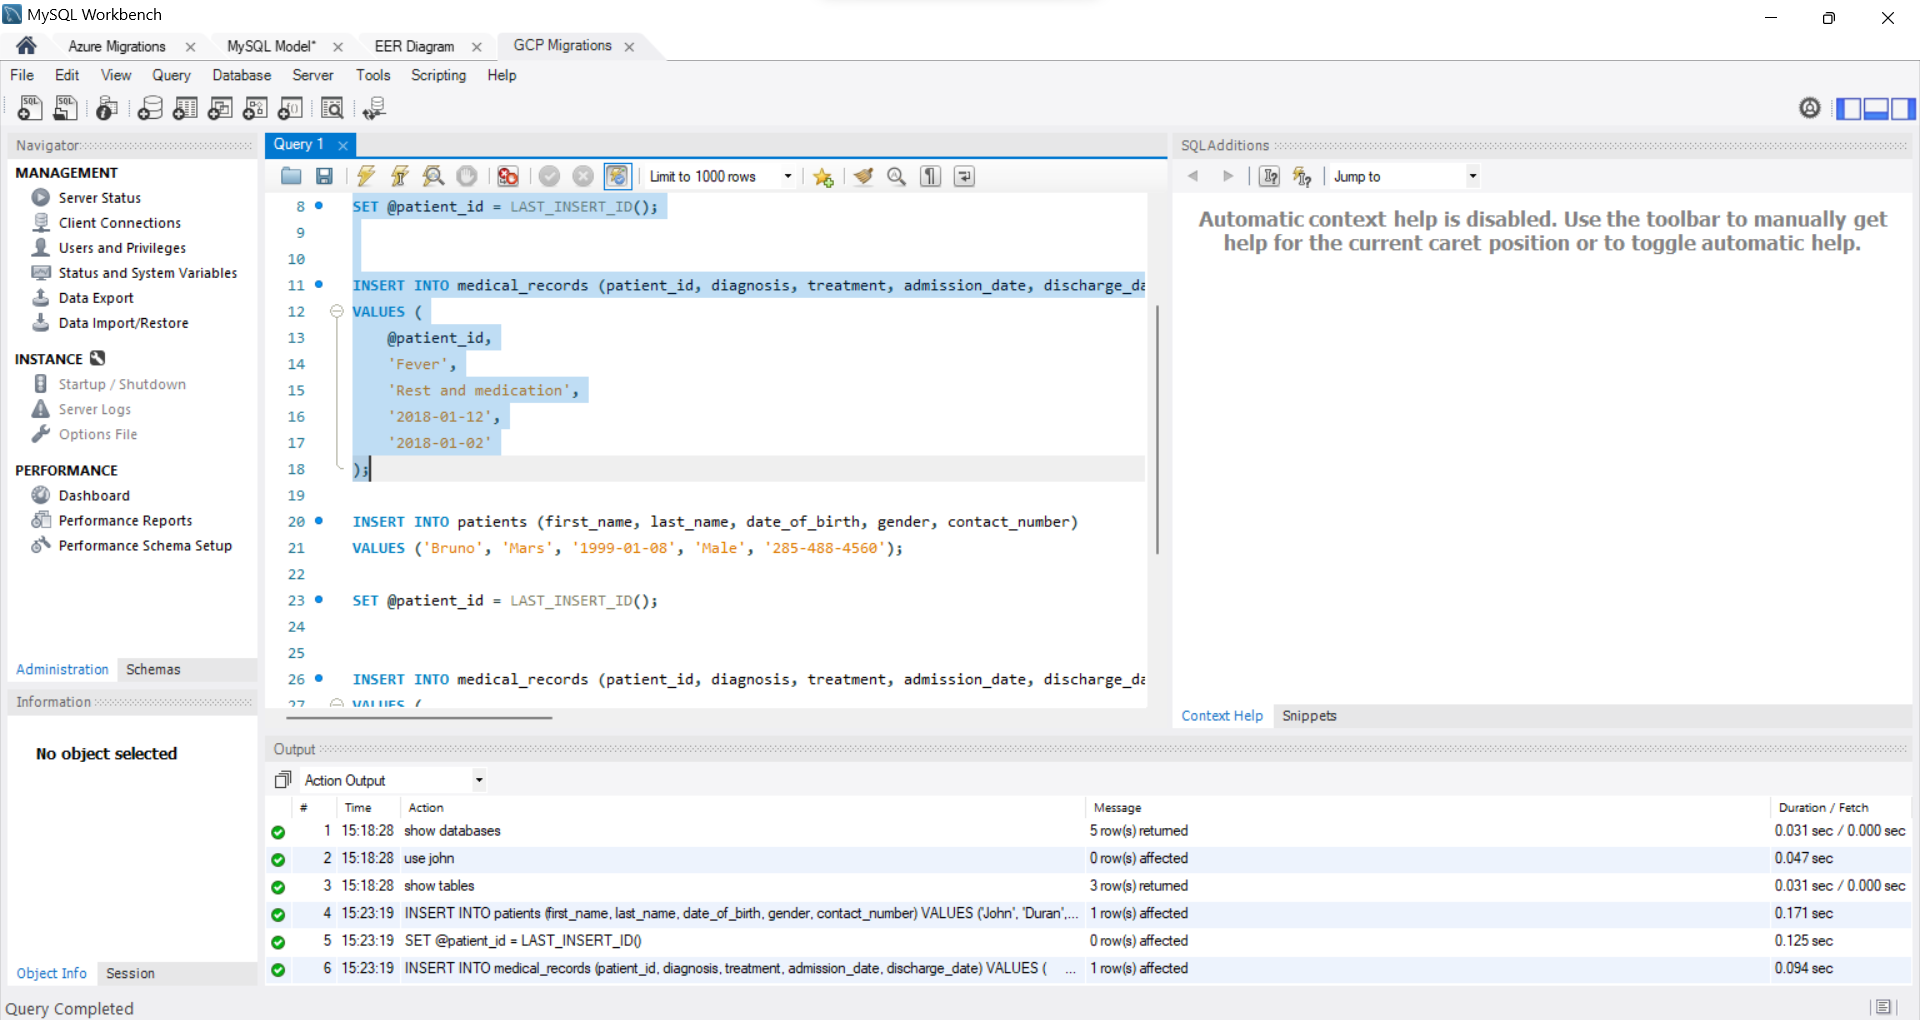 MySQL Workbench
Azure Migrations
MySQL Model*
EER Diagram
GCP Migrations
File Edit View Query Database Server Tools Scripting Help
Navigator
MANAGEMENT
Server Status
Client Connections
Users and Privileges
Status and System Variables
Data Export
Data Import/Restore
INSTANCE
Startup / Shutdown
Server Logs
Options File
PERFORMANCE
Dashboard
Performance Reports
Performance Schema Setup
Administration Schemas
Information
No object selected
Object Info Session
Query 1
Limit to 1000 rows
8 SET @patient_id = LAST_INSERT_ID();
9
10
11 INSERT INTO medical_records (patient_id, diagnosis, treatment, admission_date, discharge_da
12 VALUES (
13 @patient_id,
14 'Fever',
15 'Rest and medication',
16 '2018-01-12',
17 '2018-01-02'
18 );
19
20 INSERT INTO patients (first_name, last_name, date_of_birth, gender, contact_number)
21 VALUES ('Bruno', 'Mars', '1999-01-08', 'Male', '285-488-4560');
22
23 SET @patient_id = LAST_INSERT_ID();
24
25
26 INSERT INTO medical_records (patient_id, diagnosis, treatment, admission_date, discharge_da
27 VALUES (
SQLAdditions
Jump to
Automatic context help is disabled. Use the toolbar to manually get
help for the current caret position or to toggle automatic help.
Context Help Snippets
Output
Action Output
# Time Action Message Duration / Fetch
1 15:18:28 show databases 5 row(s) returned 0.031 sec / 0.000 sec
2 15:18:28 use john 0 row(s) affected 0.047 sec
3 15:18:28 show tables 3 row(s) returned 0.031 sec / 0.000 sec
4 15:23:19 INSERT INTO patients (first_name, last_name, date_of_birth, gender, contact_number) VALUES ('John', 'Duran',... 1 row(s) affected 0.171 sec
5 15:23:19 SET @patient_id = LAST_INSERT_ID() 0 row(s) affected 0.125 sec
6 15:23:19 INSERT INTO medical_records (patient_id, diagnosis, treatment, admission_date, discharge_date) VALUES ( ... 1 row(s) affected 0.094 sec
Query Completed